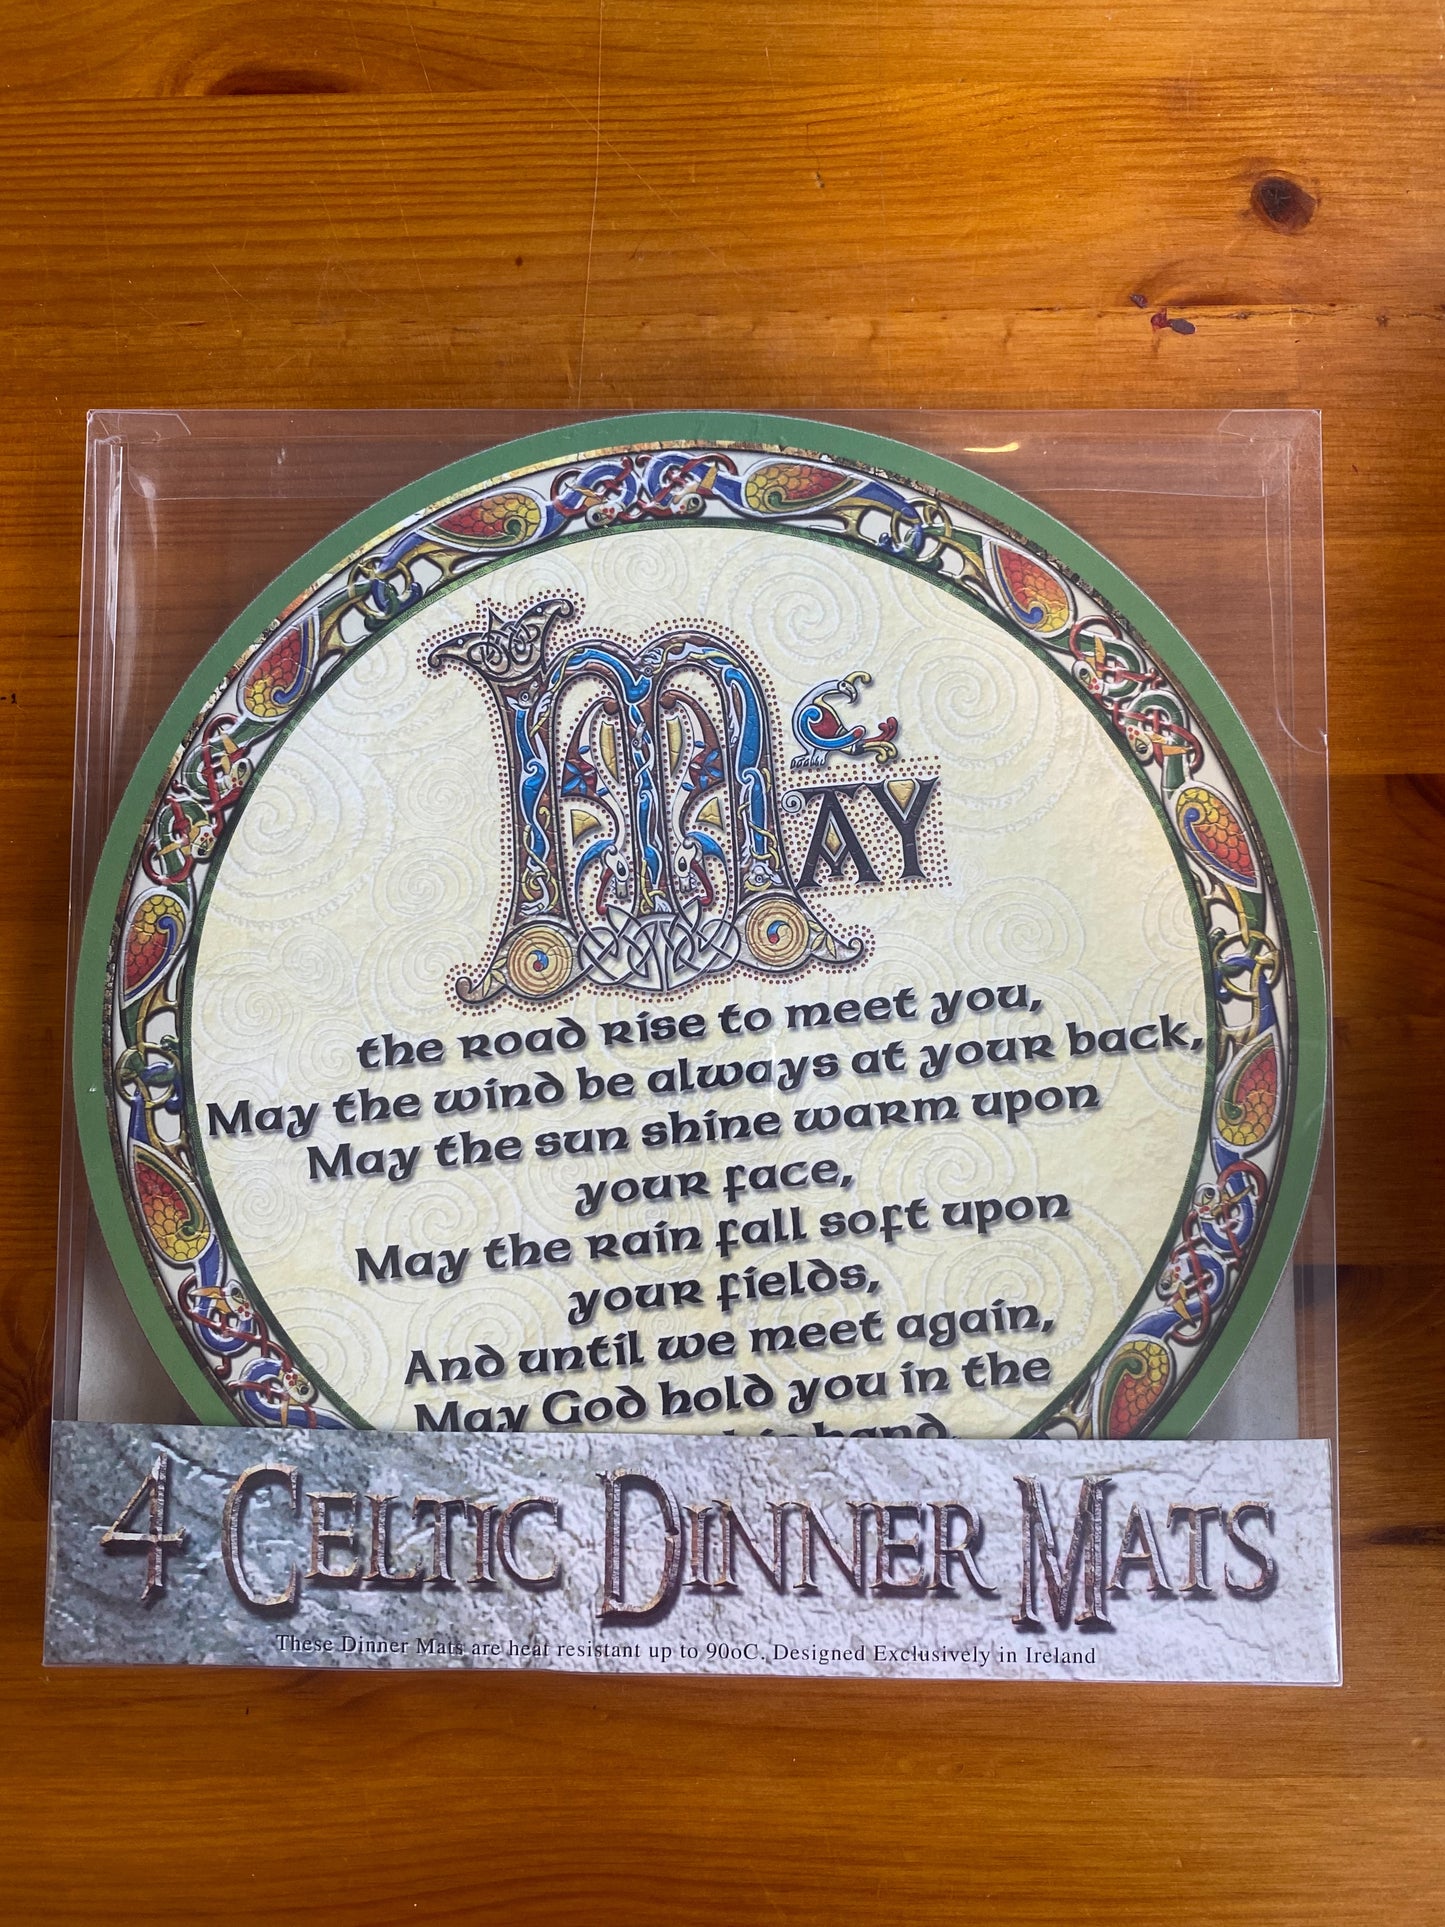 May
the road rise to meet you,
May the wind be always at your back,
May the sun shine warm upon
your face,
May the rain fall soft upon
your fields,
And until we meet again,
May God hold you in the
hand.
4 Celtic Dinner Mats
These Dinner Mats are heat resistant up to 90oC. Designed Exclusively in Ireland